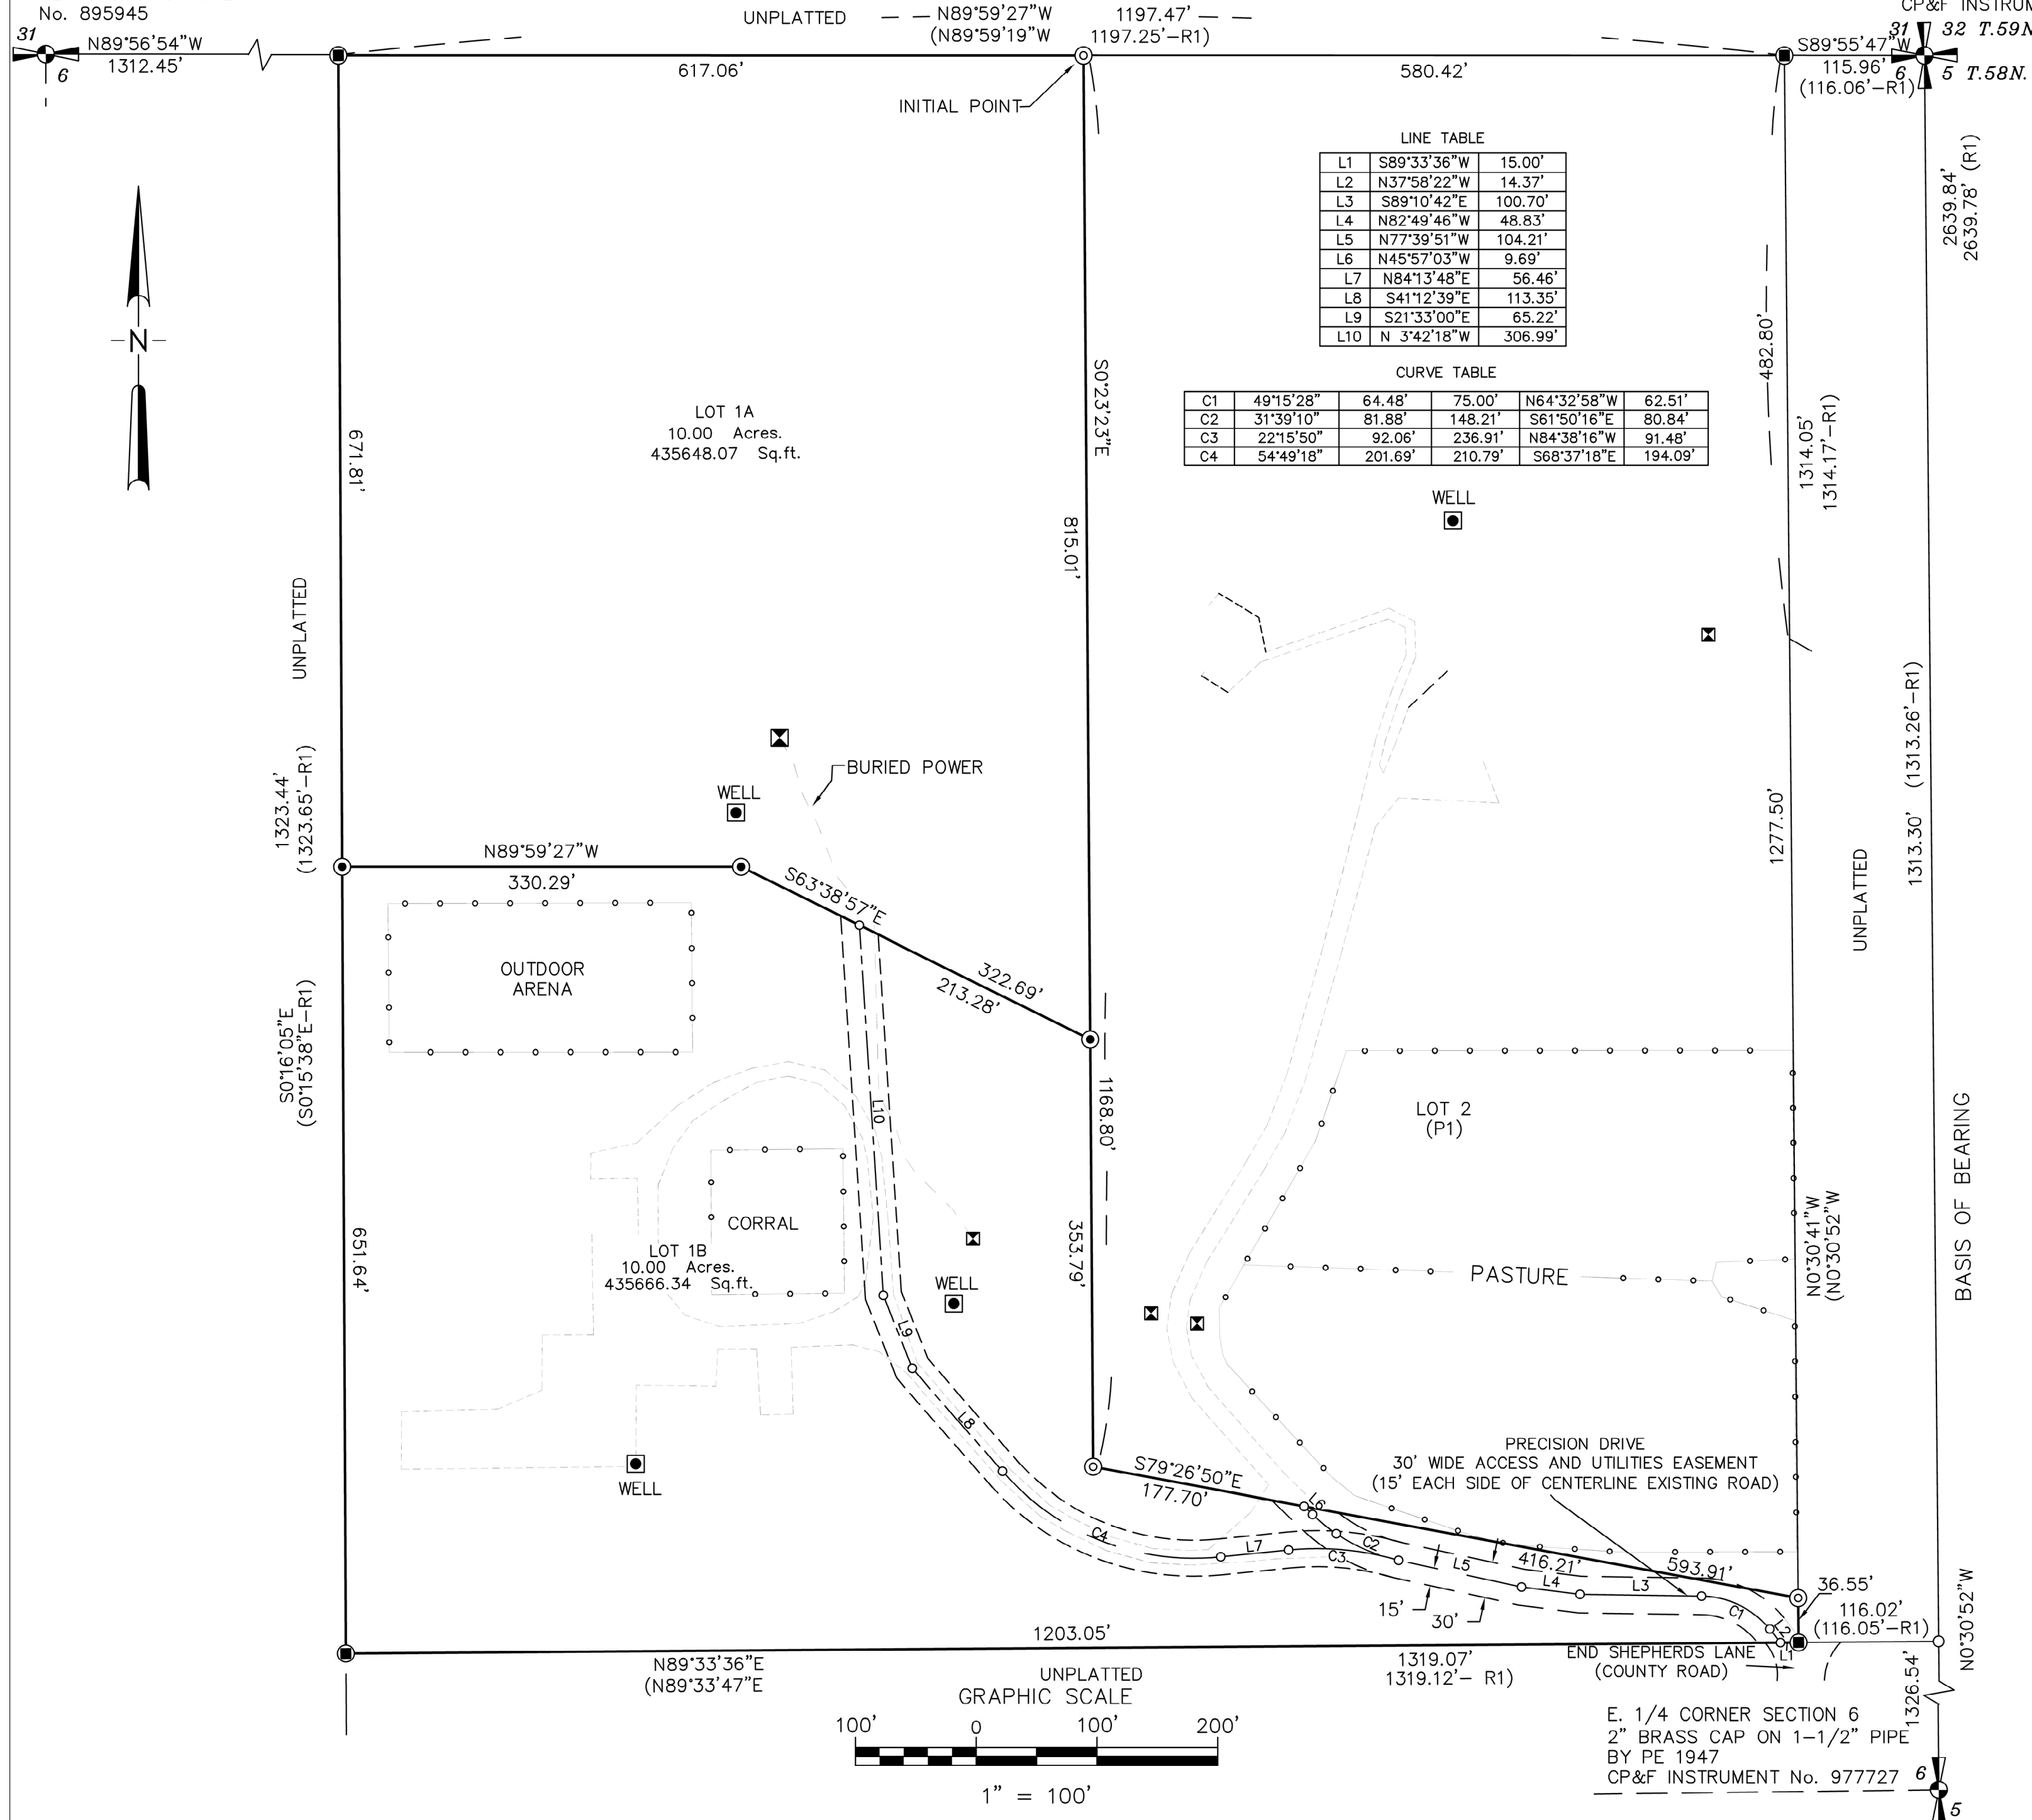 No. 895945
31
6
N89°56'54"W
1312.45'
UNPLATTED
N89°59'27"W 1197.47'
(N89°59'19"W 1197.25'-R1)
617.06'
INITIAL POINT
580.42'
S89°55'47"W
115.96'
(116.06'-R1)
31 32 T.59N
6 5 T.58N.
LINE TABLE
L1 S89°33'36"W 15.00'
L2 N37°58'22"W 14.37'
L3 S89°10'42"E 100.70'
L4 N82°49'46"W 48.83'
L5 N77°39'51"W 104.21'
L6 N45°57'03"W 9.69'
L7 N84°13'48"E 56.46'
L8 S41°12'39"E 113.35'
L9 S21°33'00"E 65.22'
L10 N 3°42'18"W 306.99'
CURVE TABLE
C1 49°15'28" 64.48' 75.00' N64°32'58"W 62.51'
C2 31°39'10" 81.88' 148.21' S61°50'16"E 80.84'
C3 22°15'50" 92.06' 236.91' N84°38'16"W 91.48'
C4 54°49'18" 201.69' 210.79' S68°37'18"E 194.09'
2639.84'
2639.78' (R1)
482.80'
1314.05'
1314.17'-R1)
N
LOT 1A
10.00 Acres.
435648.07 Sq.ft.
671.81'
S0°23'23"E
815.01'
WELL
UNPLATTED
1323.44'
(1323.65'-R1)
BURIED POWER
WELL
1277.50'
1313.30' (1313.26'-R1)
UNPLATTED
N89°59'27"W
330.29'
S63°38'57"E
322.69'
213.28'
OUTDOOR
ARENA
S0°16'05"E
(S0°15'38"E-R1)
L10
1168.80'
LOT 2
(P1)
BASIS OF BEARING
CORRAL
LOT 1B
10.00 Acres.
435666.34 Sq.ft.
651.64'
353.79'
WELL
PASTURE
N0°30'41"W
(N0°30'52"W
L9
L8
WELL
S79°26'50"E
177.70'
PRECISION DRIVE
30' WIDE ACCESS AND UTILITIES EASEMENT
(15' EACH SIDE OF CENTERLINE EXISTING ROAD)
L6
C4
L7
C3
C2
L5
416.21'
593.91'
L4
L3
C1
L2
L1
36.55'
116.02'
(116.05'-R1)
15'
30'
N0°30'52"W
1203.05'
N89°33'36"E
(N89°33'47"E
UNPLATTED
1319.07'
1319.12'- R1)
END SHEPHERDS LANE
(COUNTY ROAD)
1326.54'
GRAPHIC SCALE
100' 0 100' 200'
1" = 100'
E. 1/4 CORNER SECTION 6
2" BRASS CAP ON 1-1/2" PIPE
BY PE 1947
CP&F INSTRUMENT No. 977727
6
5